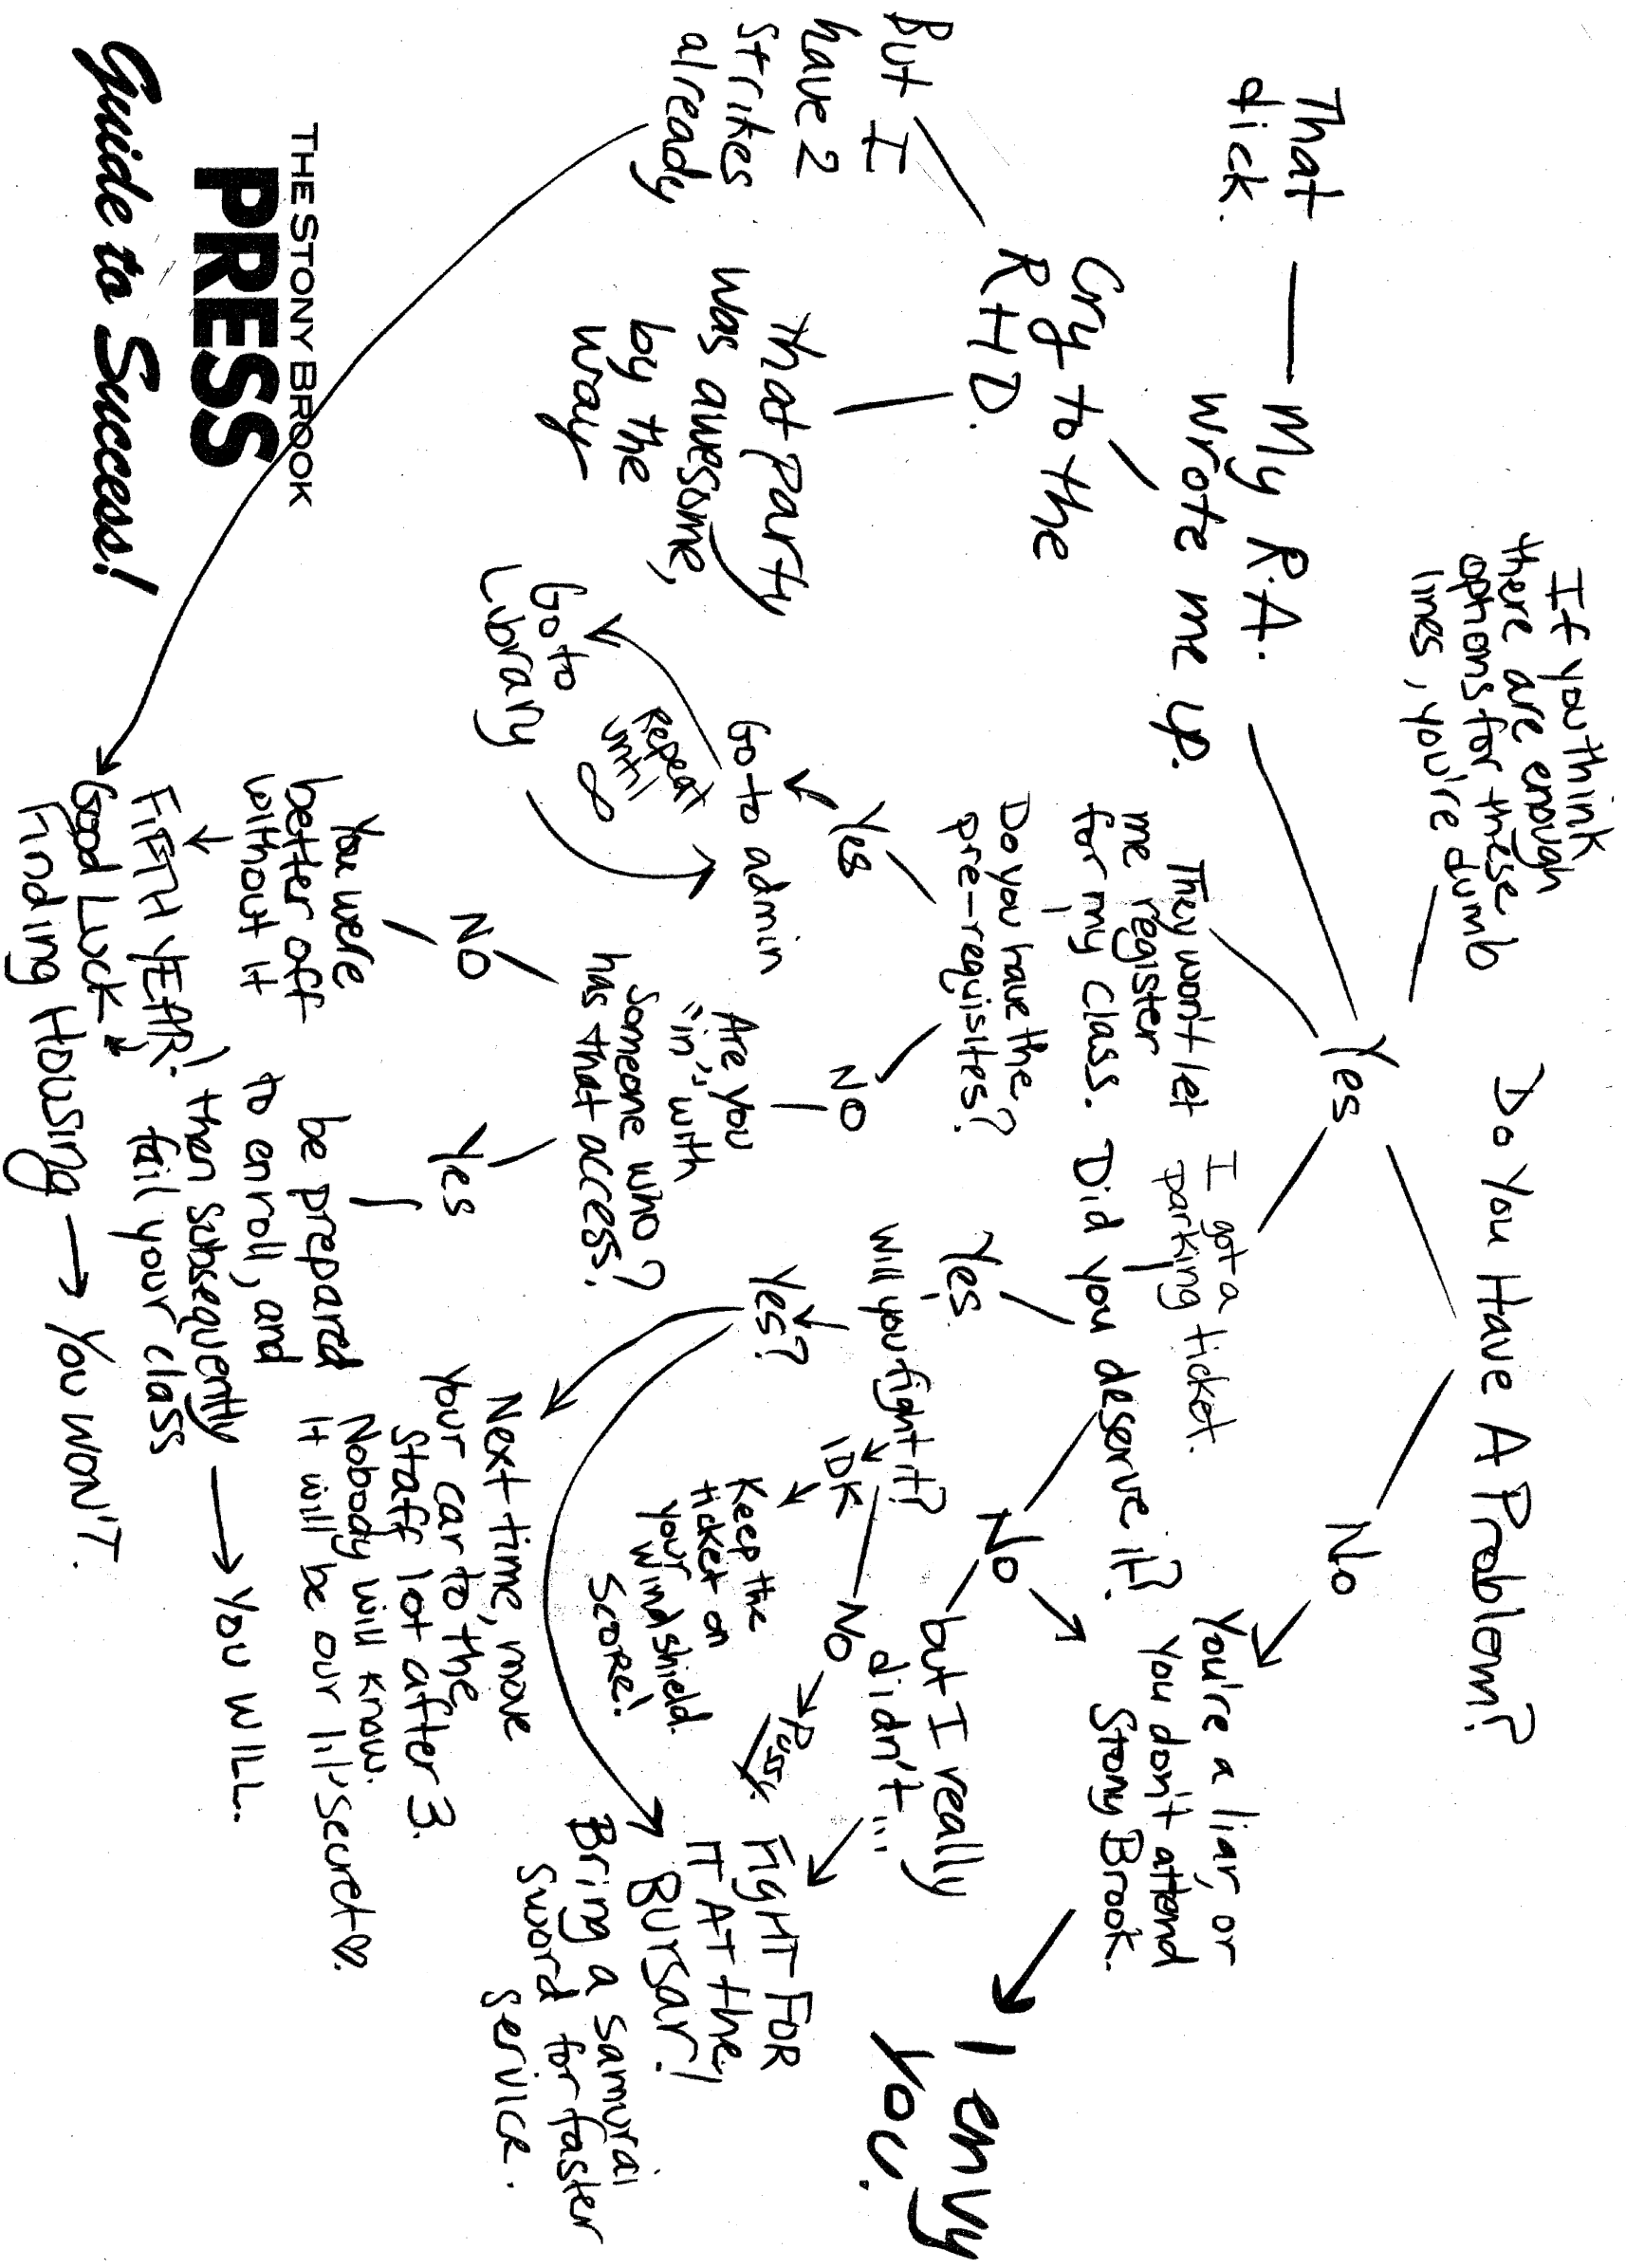 Do You Have A Problem?
Yes
No
If you think
there are enough
options for these
lines, you're dumb
That
dick.
My R.A.
wrote me up.
Cry to the
RHD.
But I
have 2
strikes
already
that party
was awesome,
by the
way
They won't let
me register
for my class.
Do you have the
pre-requisites?
Yes
Go to admin
Repeat
until
∞
Go to
Library
NO
Are you
"in" with
someone who
has that access?
NO
You were
better off
without it
FIFTH YEAR!
Good Luck
Finding Housing
You won't.
Yes
be prepared
to enroll, and
then subsequently
fail your class
You will.
I got a
parking ticket.
Did you deserve it?
Yes.
Will you fight it?
Yes?
IDK
Keep the
ticket on
your
windshield.
SCORE!
No
Pussy.
Next time, move
your car to the
staff lot after 3.
Nobody will know.
It will be our lil' secret ♡.
No
but I really
didn't...
FIGHT FOR
IT AT the
Bursar!
Bring a samurai
sword for faster
service.
You're a liar, or
you don't attend
Stony Brook.
I envy
you.
THE STONY BROOK
PRESS
Guide to Success!